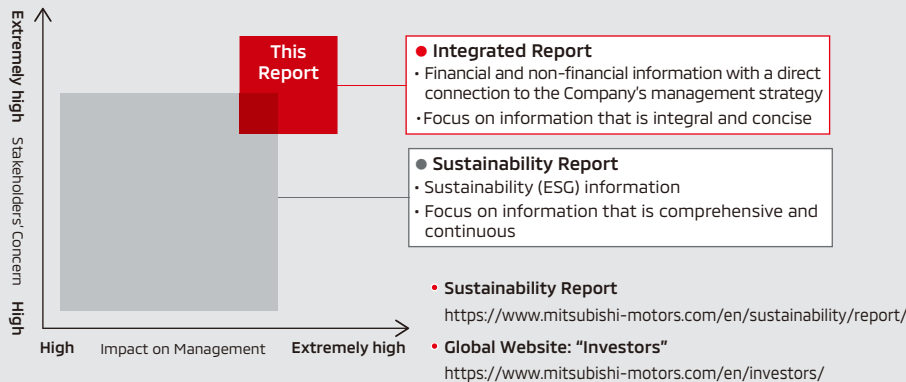 Extremely high
Stakeholders' Concern
High
This
Report
● Integrated Report
・Financial and non-financial information with a direct
connection to the Company's management strategy
・Focus on information that is integral and concise
● Sustainability Report
・Sustainability (ESG) information
・Focus on information that is comprehensive and
continuous
High
Impact on Management
Extremely high
• Sustainability Report
https://www.mitsubishi-motors.com/en/sustainability/report/
• Global Website: “Investors”
https://www.mitsubishi-motors.com/en/investors/